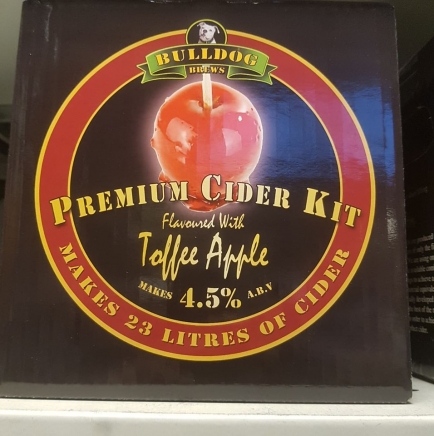 BULLDOG
BREWS
PREMIUM CIDER KIT
Flavoured With
Toffee Apple
MAKES 4.5% A.B.V
MAKES 23 LITRES OF CIDER